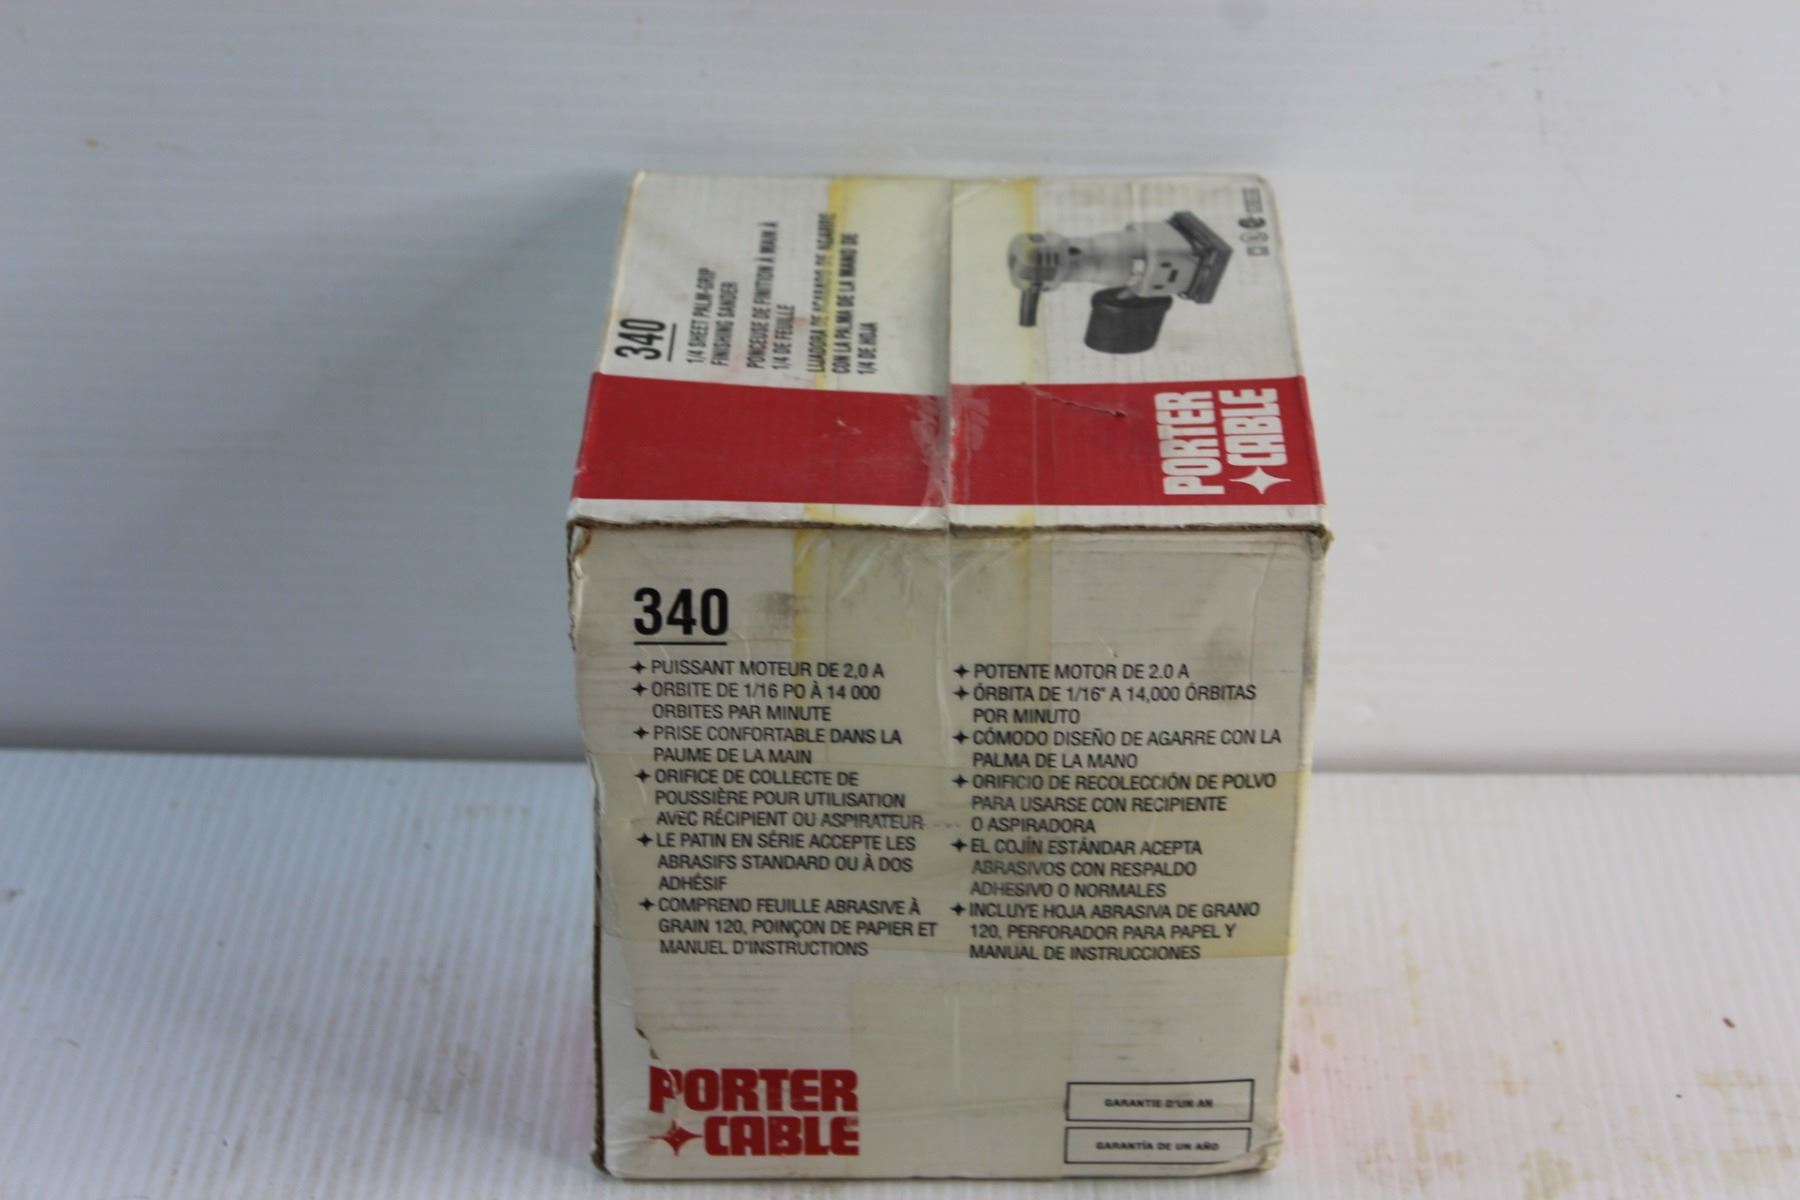 340
1/4 SHEET PALM-GRIP
FINISHING SANDER
PONCEUSE DE FINITION À MAIN À
1/4 DE FEUILLE
LIJADORA DE ACABADO DE AGARRE
CON LA PALMA DE LA MANO DE
1/4 DE HOJA
PORTER
CABLE
340
PUISSANT MOTEUR DE 2,0 A
ORBITE DE 1/16 PO À 14 000
ORBITES PAR MINUTE
PRISE CONFORTABLE DANS LA
PAUME DE LA MAIN
ORIFICE DE COLLECTE DE
POUSSIÈRE POUR UTILISATION
AVEC RÉCIPIENT OU ASPIRATEUR
LE PATIN EN SÉRIE ACCEPTE LES
ABRASIFS STANDARD OU À DOS
ADHÉSIF
COMPREND FEUILLE ABRASIVE À
GRAIN 120, POINÇON DE PAPIER ET
MANUEL D'INSTRUCTIONS
POTENTE MOTOR DE 2.0 A
ÓRBITA DE 1/16" A 14,000 ÓRBITAS
POR MINUTO
CÓMODO DISEÑO DE AGARRE CON LA
PALMA DE LA MANO
ORIFICIO DE RECOLECCIÓN DE POLVO
PARA USARSE CON RECIPIENTE
O ASPIRADORA
EL COJÍN ESTÁNDAR ACEPTA
ABRASIVOS CON RESPALDO
ADHESIVO O NORMALES
INCLUYE HOJA ABRASIVA DE GRANO
120, PERFORADOR PARA PAPEL Y
MANUAL DE INSTRUCCIONES
PORTER
CABLE
GARANTIE D'UN AN
GARANTÍA DE UN AÑO